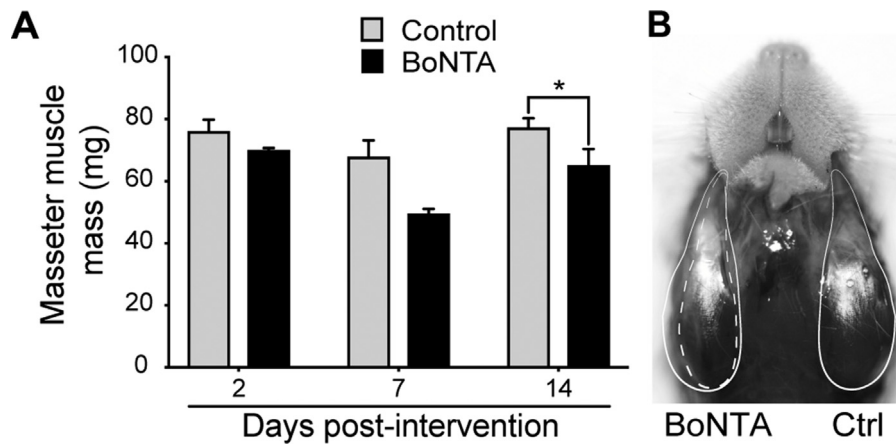 A
Control
BoNTA
*
Masseter muscle
mass (mg)
100
80
60
40
20
0
2 7 14
Days post-intervention
B
BoNTA Ctrl